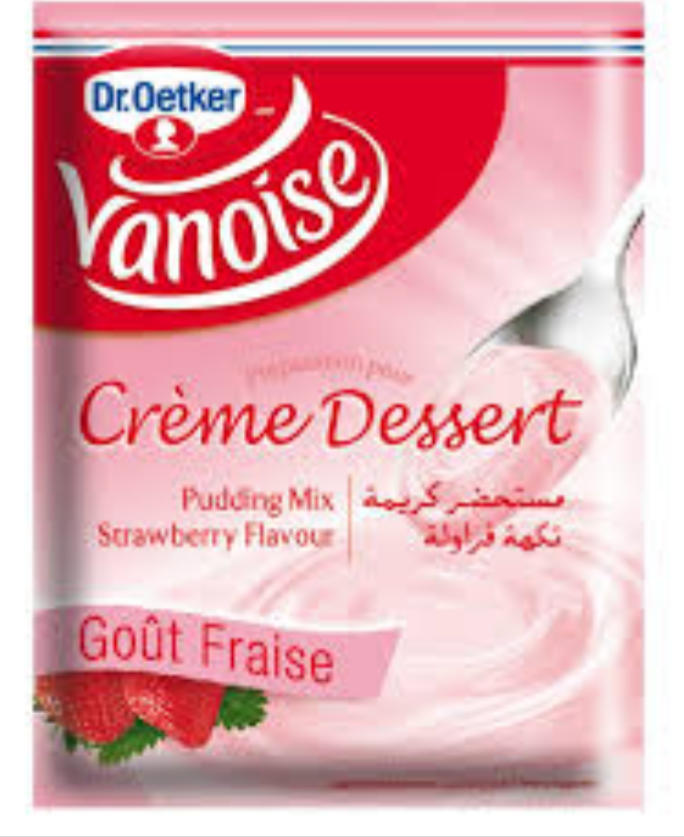 Dr.Oetker
Vanoise
Préparation pour
Crème Dessert
Pudding Mix
Strawberry Flavour
مستحضر كريمة
نكهة فراولة
Goût Fraise